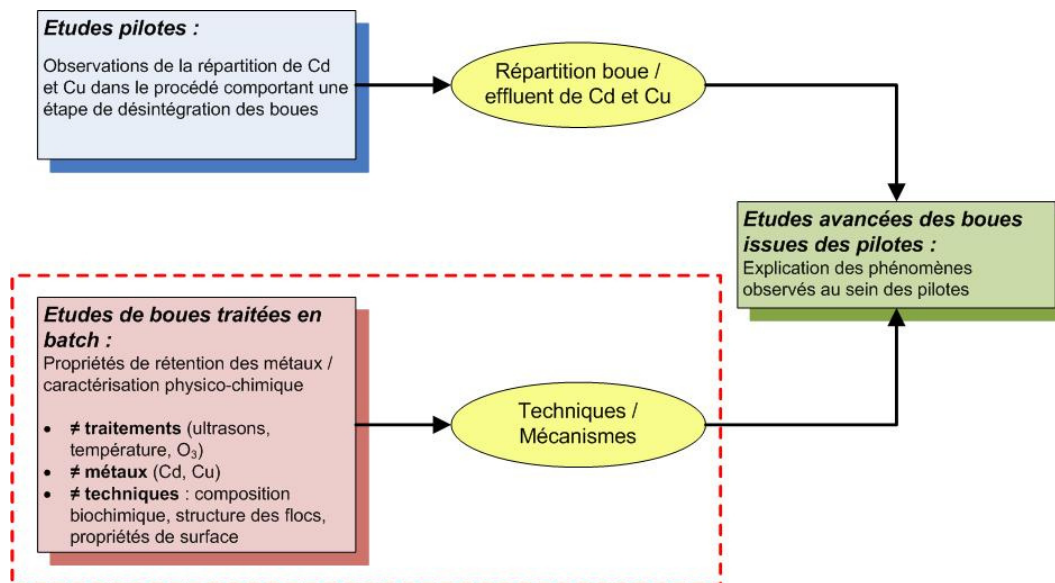 Etudes pilotes :
Observations de la répartition de Cd
et Cu dans le procédé comportant une
étape de désintégration des boues
Répartition boue /
effluent de Cd et Cu
Etudes avancées des boues
issues des pilotes :
Explication des phénomènes
observés au sein des pilotes
Etudes de boues traitées en
batch :
Propriétés de rétention des métaux /
caractérisation physico-chimique
• ≠ traitements (ultrasons,
température, O₃)
• ≠ métaux (Cd, Cu)
• ≠ techniques : composition
biochimique, structure des flocs,
propriétés de surface
Techniques /
Mécanismes